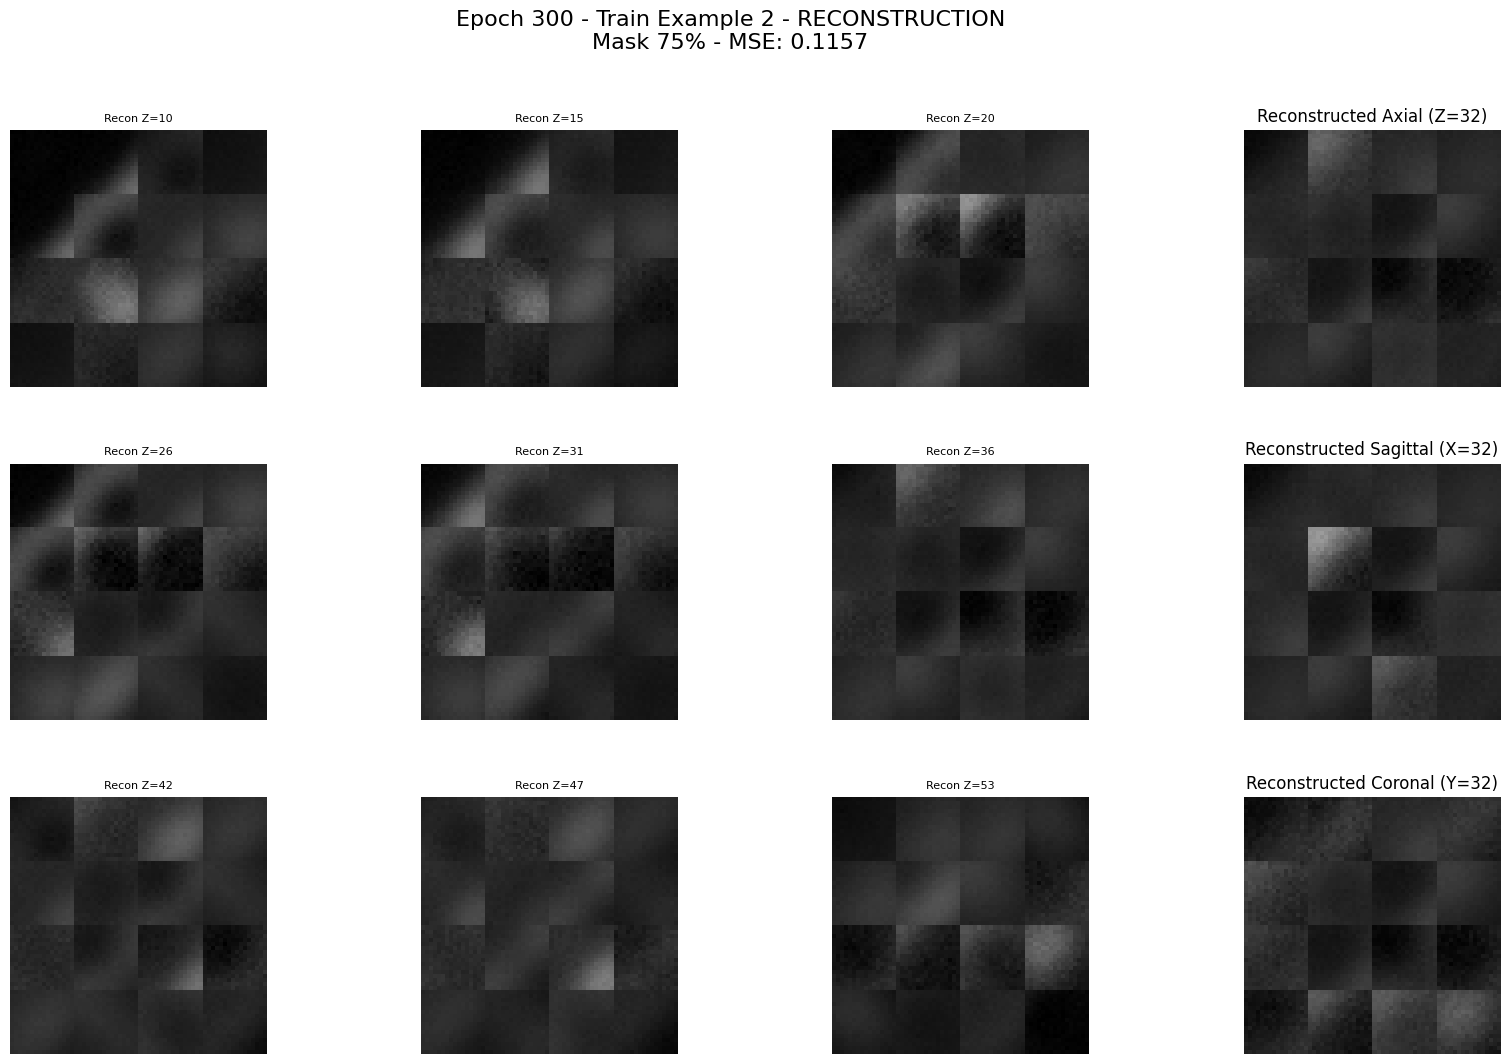 Epoch 300 - Train Example 2 - RECONSTRUCTION
Mask 75% - MSE: 0.1157
Recon Z=10
Recon Z=15
Recon Z=20
Reconstructed Axial (Z=32)
Recon Z=26
Recon Z=31
Recon Z=36
Reconstructed Sagittal (X=32)
Recon Z=42
Recon Z=47
Recon Z=53
Reconstructed Coronal (Y=32)